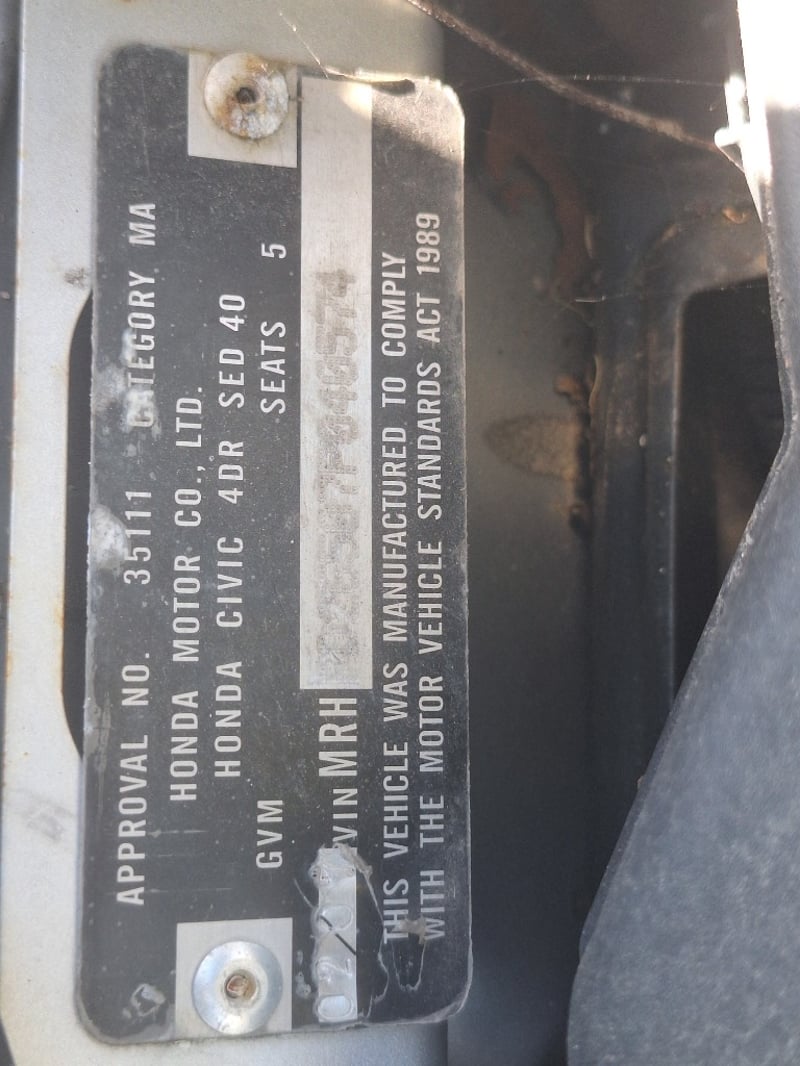 APPROVAL NO. 35111 CATEGORY MA
HONDA MOTOR CO., LTD.
HONDA CIVIC 4DR SED 40
GVM SEATS 5
VIN MRH
THIS VEHICLE WAS MANUFACTURED TO COMPLY
WITH THE MOTOR VEHICLE STANDARDS ACT 1989